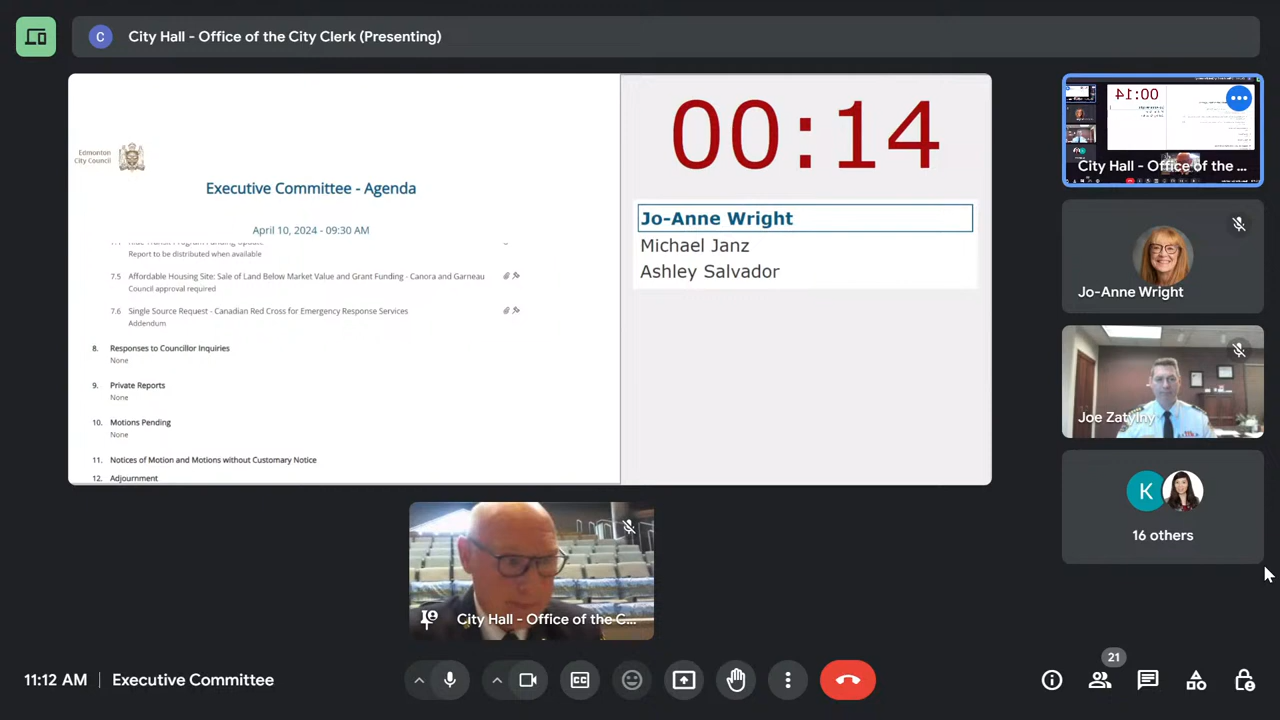 C
City Hall - Office of the City Clerk (Presenting)
Edmonton
City Council
Executive Committee - Agenda
April 10, 2024 - 09:30 AM
Report to be distributed when available
7.5 Affordable Housing Site: Sale of Land Below Market Value and Grant Funding - Canora and Garneau
Council approval required
7.6 Single Source Request - Canadian Red Cross for Emergency Response Services
Addendum
8. Responses to Councillor Inquiries
None
9. Private Reports
None
10. Motions Pending
None
11. Notices of Motion and Motions without Customary Notice
12. Adjournment
00:14
Jo-Anne Wright
Michael Janz
Ashley Salvador
00:14
City Hall - Office of the ...
Jo-Anne Wright
Joe Zatylny
K
16 others
City Hall - Office of the C...
11:12 AM
Executive Committee
CC
21